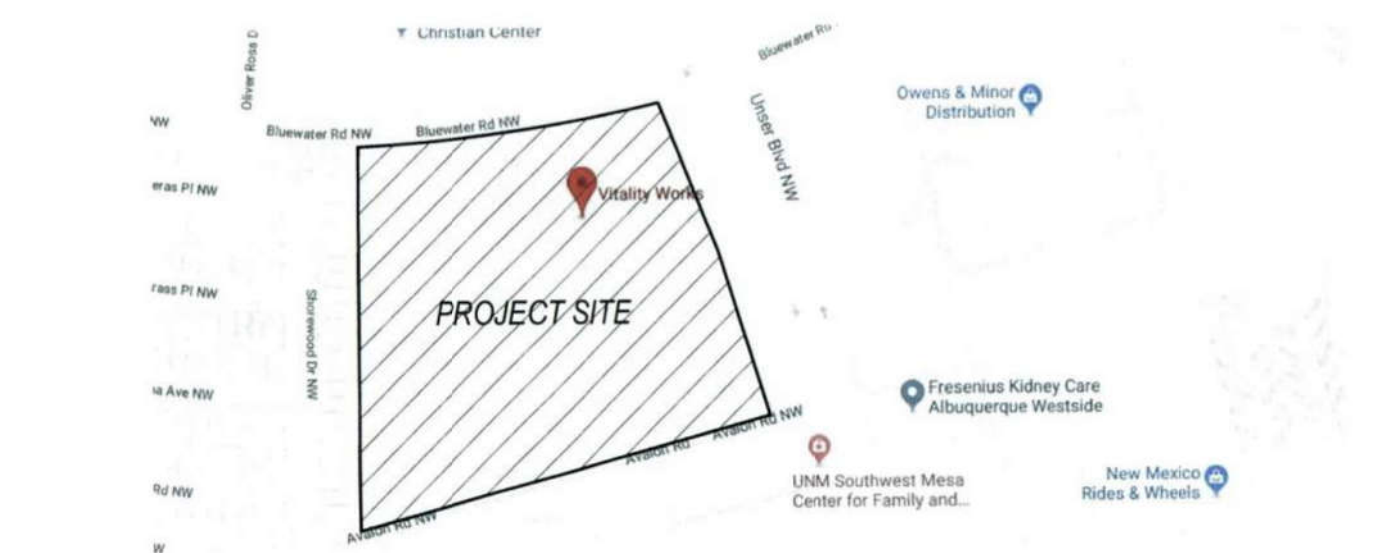 Christian Center
Oliver Ross D
Bluewater Rd
Unser Blvd NW
Owens & Minor
Distribution
NW
Bluewater Rd NW
Bluewater Rd NW
eras Pl NW
Vitality Works
rass Pl NW
Shorewood Dr NW
PROJECT SITE
Ave NW
Fresenius Kidney Care
Albuquerque Westside
Avalon Rd NW
Avalon Rd
UNM Southwest Mesa
Center for Family and...
New Mexico
Rides & Wheels
Rd NW
Avalon Rd NW
W